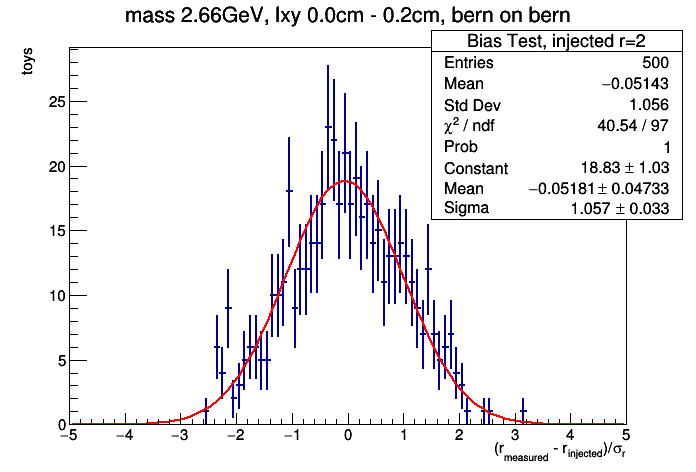 mass 2.66GeV, lxy 0.0cm - 0.2cm, bern on bern
toys
Bias Test, injected r=2
Entries 500
Mean −0.05143
Std Dev 1.056
χ² / ndf 40.54 / 97
Prob 1
Constant 18.83 ± 1.03
Mean −0.05181 ± 0.04733
Sigma 1.057 ± 0.033
25
20
15
10
5
0
−5 −4 −3 −2 −1 0 1 2 3 4 5
(r_measured - r_injected)/σ_r